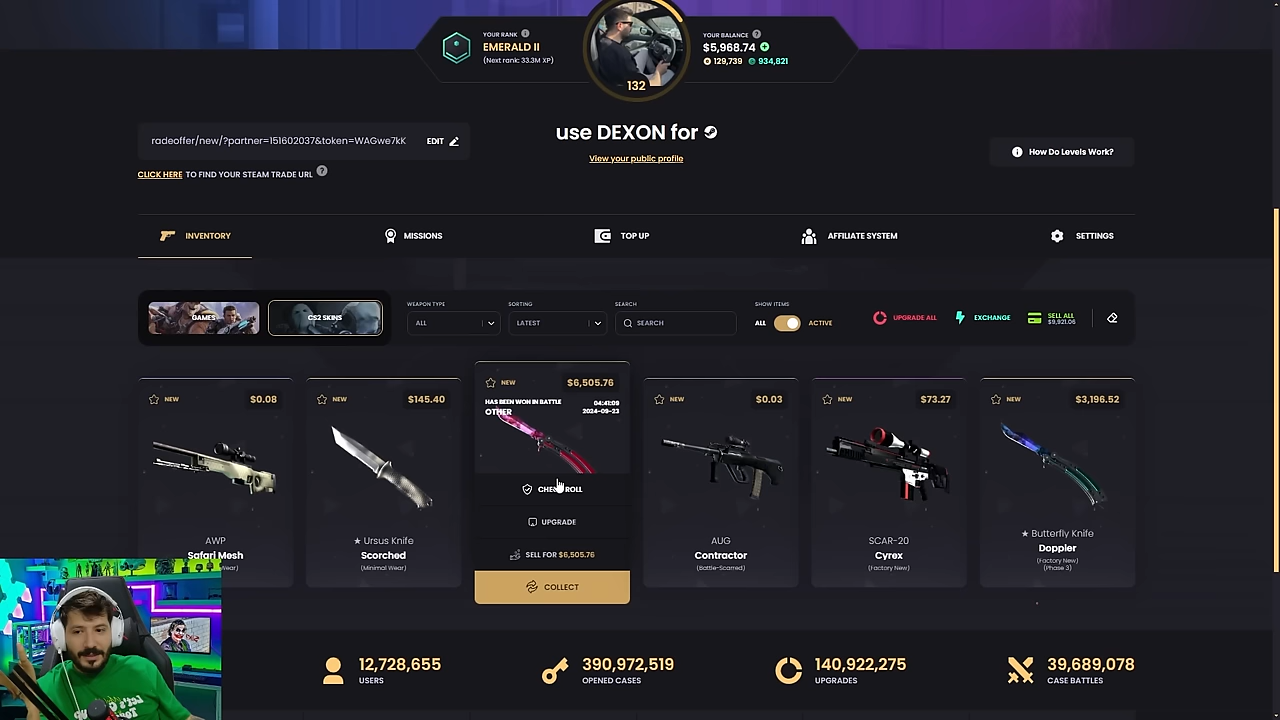 YOUR RANK
EMERALD II
(Next rank: 33.3M XP)
132
YOUR BALANCE
$5,968.74
129,739 934,821
radeoffer/new/?partner=151602037&token=WAGwe7kK EDIT
CLICK HERE TO FIND YOUR STEAM TRADE URL
use DEXON for
View your public profile
How Do Levels Work?
INVENTORY
MISSIONS
TOP UP
AFFILIATE SYSTEM
SETTINGS
GAMES
CS2 SKINS
WEAPON TYPE
ALL
SORTING
LATEST
SEARCH
SEARCH
SHOW ITEMS
ALL ACTIVE
UPGRADE ALL
EXCHANGE
SELL ALL
$9,921.06
NEW $0.08
AWP
Safari Mesh
NEW $145.40
★ Ursus Knife
Scorched
(Minimal Wear)
NEW $6,505.76
HAS BEEN WON IN BATTLE 04:41:09
OTHER 2024-09-23
UPGRADE
SELL FOR $6,505.76
COLLECT
NEW $0.03
AUG
Contractor
(Battle-Scarred)
NEW $73.27
SCAR-20
Cyrex
(Factory New)
NEW $3,196.52
★ Butterfly Knife
Doppler
(Factory New)
(Phase 3)
12,728,655
USERS
390,972,519
OPENED CASES
140,922,275
UPGRADES
39,689,078
CASE BATTLES